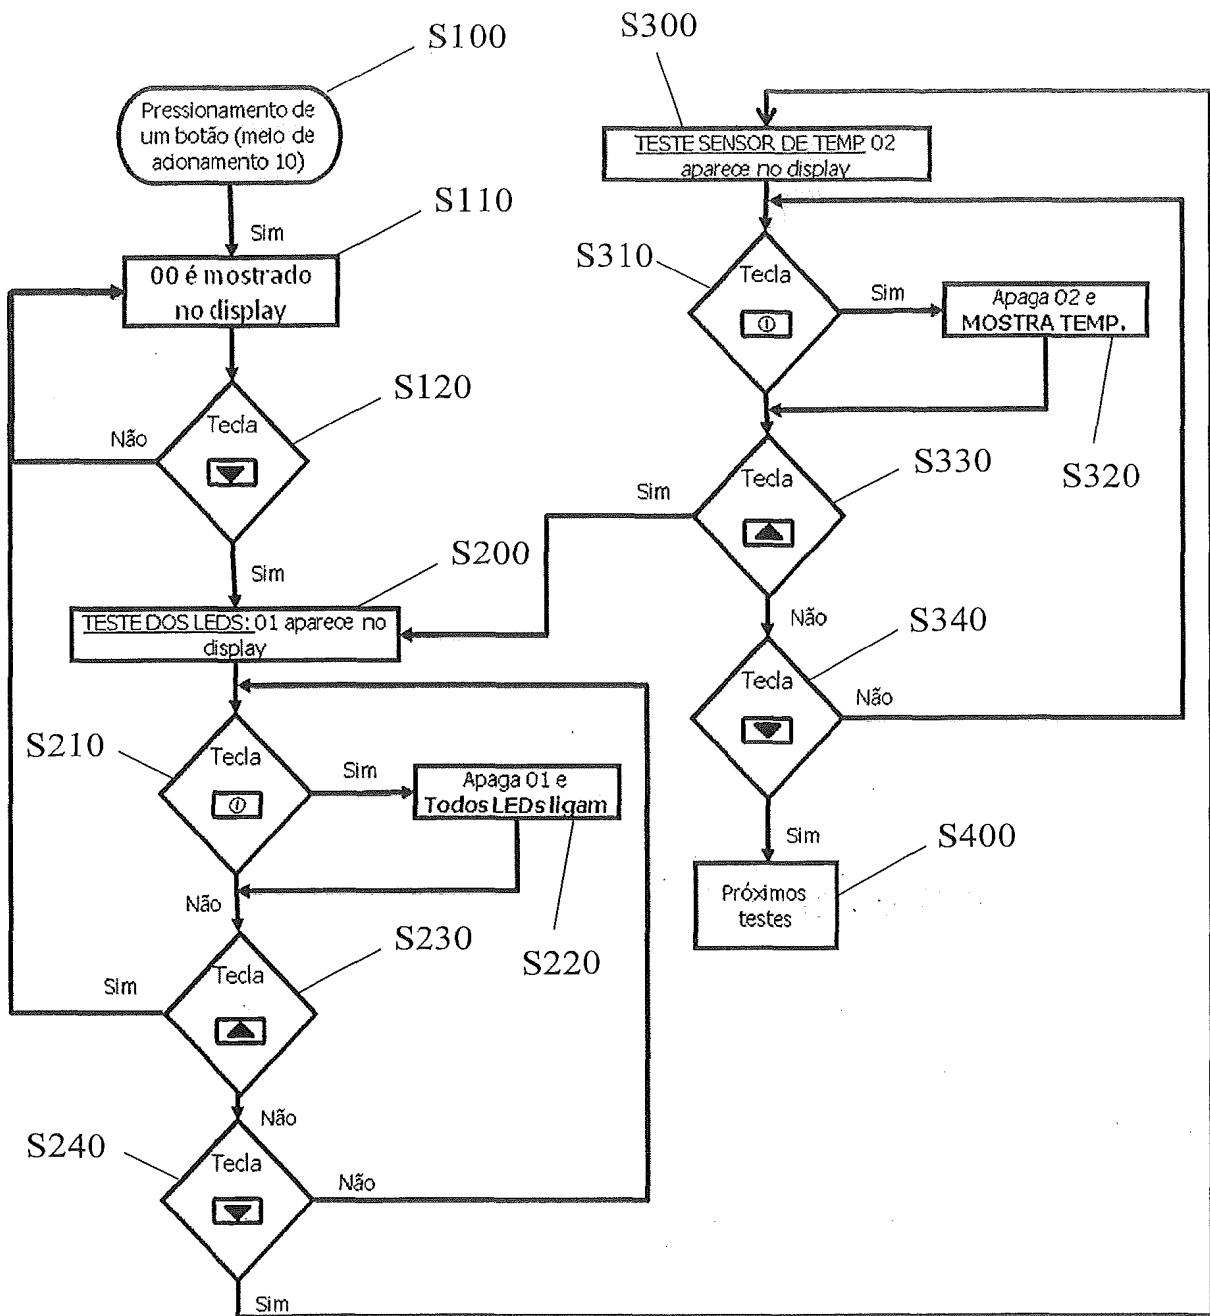 S100
Pressionamento de
um botão (meio de
acionamento 10)
Sim
S110
00 é mostrado
no display
S120
Tecla
Não
Sim
S200
TESTE DOS LEDS: 01 aparece no
display
S210
Tecla
Sim
Apaga 01 e
Todos LEDs ligam
S220
Não
S230
Tecla
Sim
Não
S240
Tecla
Não
Sim
S300
TESTE SENSOR DE TEMP 02
aparece no display
S310
Tecla
Sim
Apaga 02 e
MOSTRA TEMP.
S320
S330
Tecla
Sim
Não
S340
Tecla
Não
Sim
S400
Próximos
testes